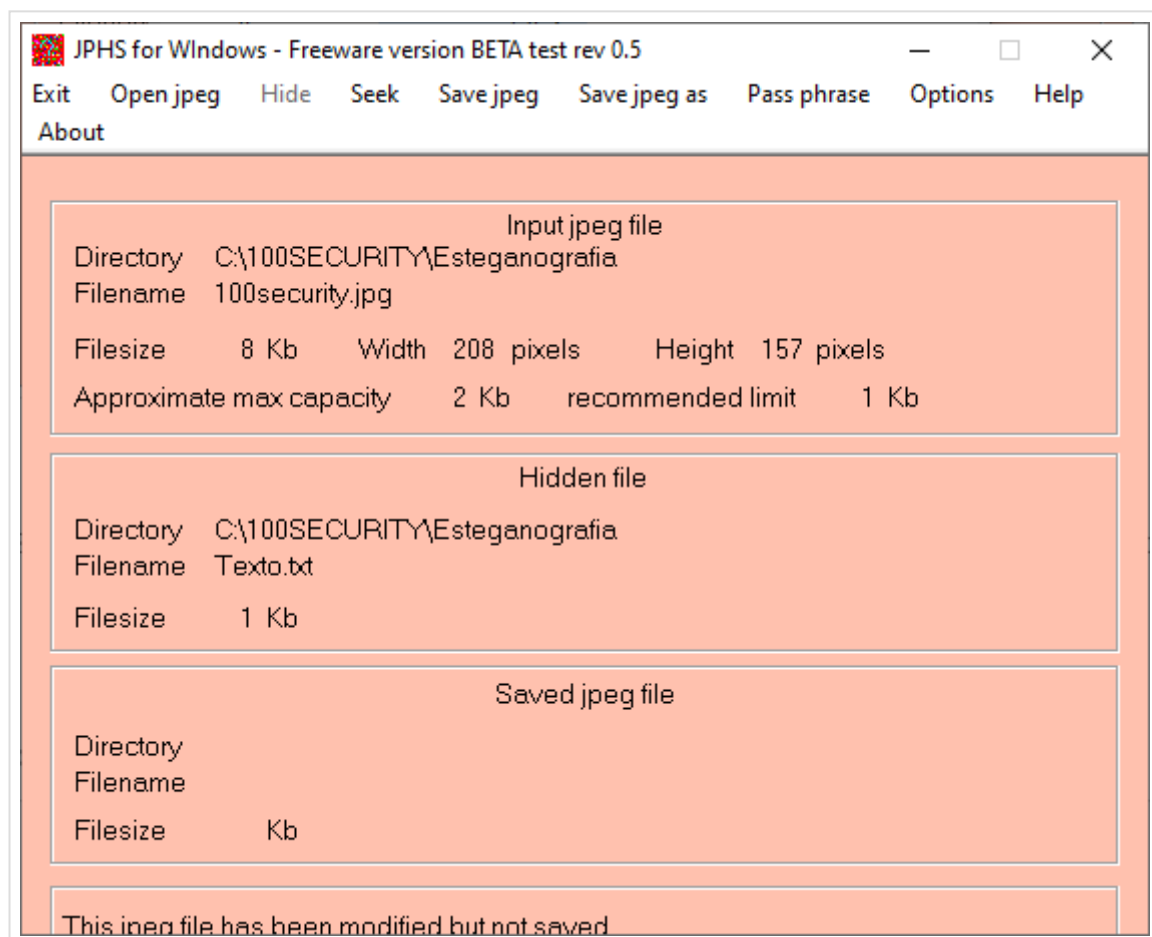 JPHS for WIndows - Freeware version BETA test rev 0.5
Exit Open jpeg Hide Seek Save jpeg Save jpeg as Pass phrase Options Help
About
Input jpeg file
Directory C:\100SECURITY\Esteganografia
Filename 100security.jpg
Filesize 8 Kb Width 208 pixels Height 157 pixels
Approximate max capacity 2 Kb recommended limit 1 Kb
Hidden file
Directory C:\100SECURITY\Esteganografia
Filename Texto.txt
Filesize 1 Kb
Saved jpeg file
Directory
Filename
Filesize Kb
This jpeg file has been modified but not saved